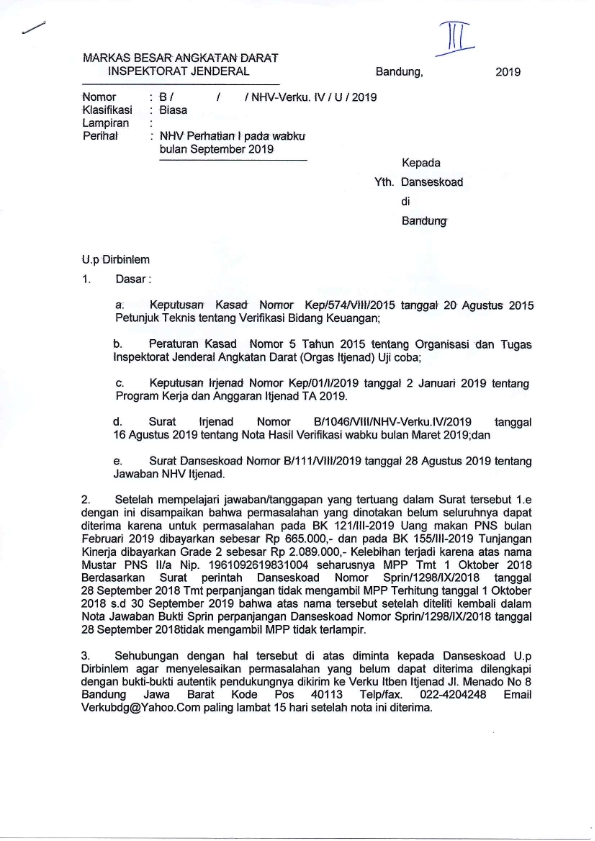 III
MARKAS BESAR ANGKATAN DARAT
INSPEKTORAT JENDERAL
Bandung, 2019
Nomor : B / / / NHV-Verku. IV / U / 2019
Klasifikasi : Biasa
Lampiran :
Perihal : NHV Perhatian I pada wabku
bulan September 2019
Kepada
Yth. Danseskoad
di
Bandung
U.p Dirbinlem
1. Dasar :
a. Keputusan Kasad Nomor Kep/574/VIII/2015 tanggal 20 Agustus 2015
Petunjuk Teknis tentang Verifikasi Bidang Keuangan;
b. Peraturan Kasad Nomor 5 Tahun 2015 tentang Organisasi dan Tugas
Inspektorat Jenderal Angkatan Darat (Orgas Itjenad) Uji coba;
c. Keputusan Irjenad Nomor Kep/01/I/2019 tanggal 2 Januari 2019 tentang
Program Kerja dan Anggaran Itjenad TA 2019.
d. Surat Irjenad Nomor B/1046/VIII/NHV-Verku.IV/2019 tanggal
16 Agustus 2019 tentang Nota Hasil Verifikasi wabku bulan Maret 2019;dan
e. Surat Danseskoad Nomor B/111/VIII/2019 tanggal 28 Agustus 2019 tentang
Jawaban NHV Itjenad.
2. Setelah mempelajari jawaban/tanggapan yang tertuang dalam Surat tersebut 1.e
dengan ini disampaikan bahwa permasalahan yang dinotakan belum seluruhnya dapat
diterima karena untuk permasalahan pada BK 121/III-2019 Uang makan PNS bulan
Februari 2019 dibayarkan sebesar Rp 665.000,- dan pada BK 155/III-2019 Tunjangan
Kinerja dibayarkan Grade 2 sebesar Rp 2.089.000,- Kelebihan terjadi karena atas nama
Mustar PNS II/a Nip. 1961092619831004 seharusnya MPP Tmt 1 Oktober 2018
Berdasarkan Surat perintah Danseskoad Nomor Sprin/1298/IX/2018 tanggal
28 September 2018 Tmt perpanjangan tidak mengambil MPP Terhitung tanggal 1 Oktober
2018 s.d 30 September 2019 bahwa atas nama tersebut setelah diteliti kembali dalam
Nota Jawaban Bukti Sprin perpanjangan Danseskoad Nomor Sprin/1298/IX/2018 tanggal
28 September 2018tidak mengambil MPP tidak terlampir.
3. Sehubungan dengan hal tersebut di atas diminta kepada Danseskoad U.p
Dirbinlem agar menyelesaikan permasalahan yang belum dapat diterima dilengkapi
dengan bukti-bukti autentik pendukungnya dikirim ke Verku Itben Itjenad Jl. Menado No 8
Bandung Jawa Barat Kode Pos 40113 Telp/fax. 022-4204248 Email
Verkubdg@Yahoo.Com paling lambat 15 hari setelah nota ini diterima.